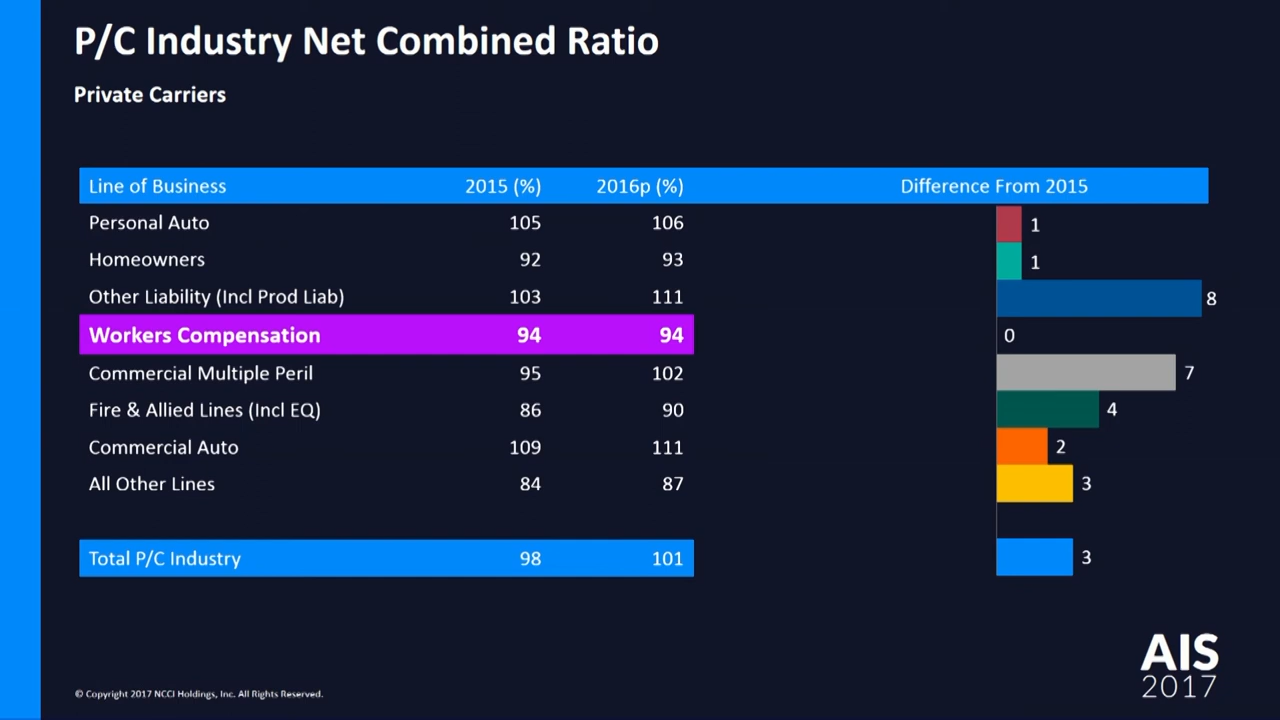 P/C Industry Net Combined Ratio
Private Carriers
Line of Business 2015 (%) 2016p (%) Difference From 2015
Personal Auto 105 106 1
Homeowners 92 93 1
Other Liability (Incl Prod Liab) 103 111 8
Workers Compensation 94 94 0
Commercial Multiple Peril 95 102 7
Fire & Allied Lines (Incl EQ) 86 90 4
Commercial Auto 109 111 2
All Other Lines 84 87 3
Total P/C Industry 98 101 3
AIS
2017
© Copyright 2017 NCCI Holdings, Inc. All Rights Reserved.